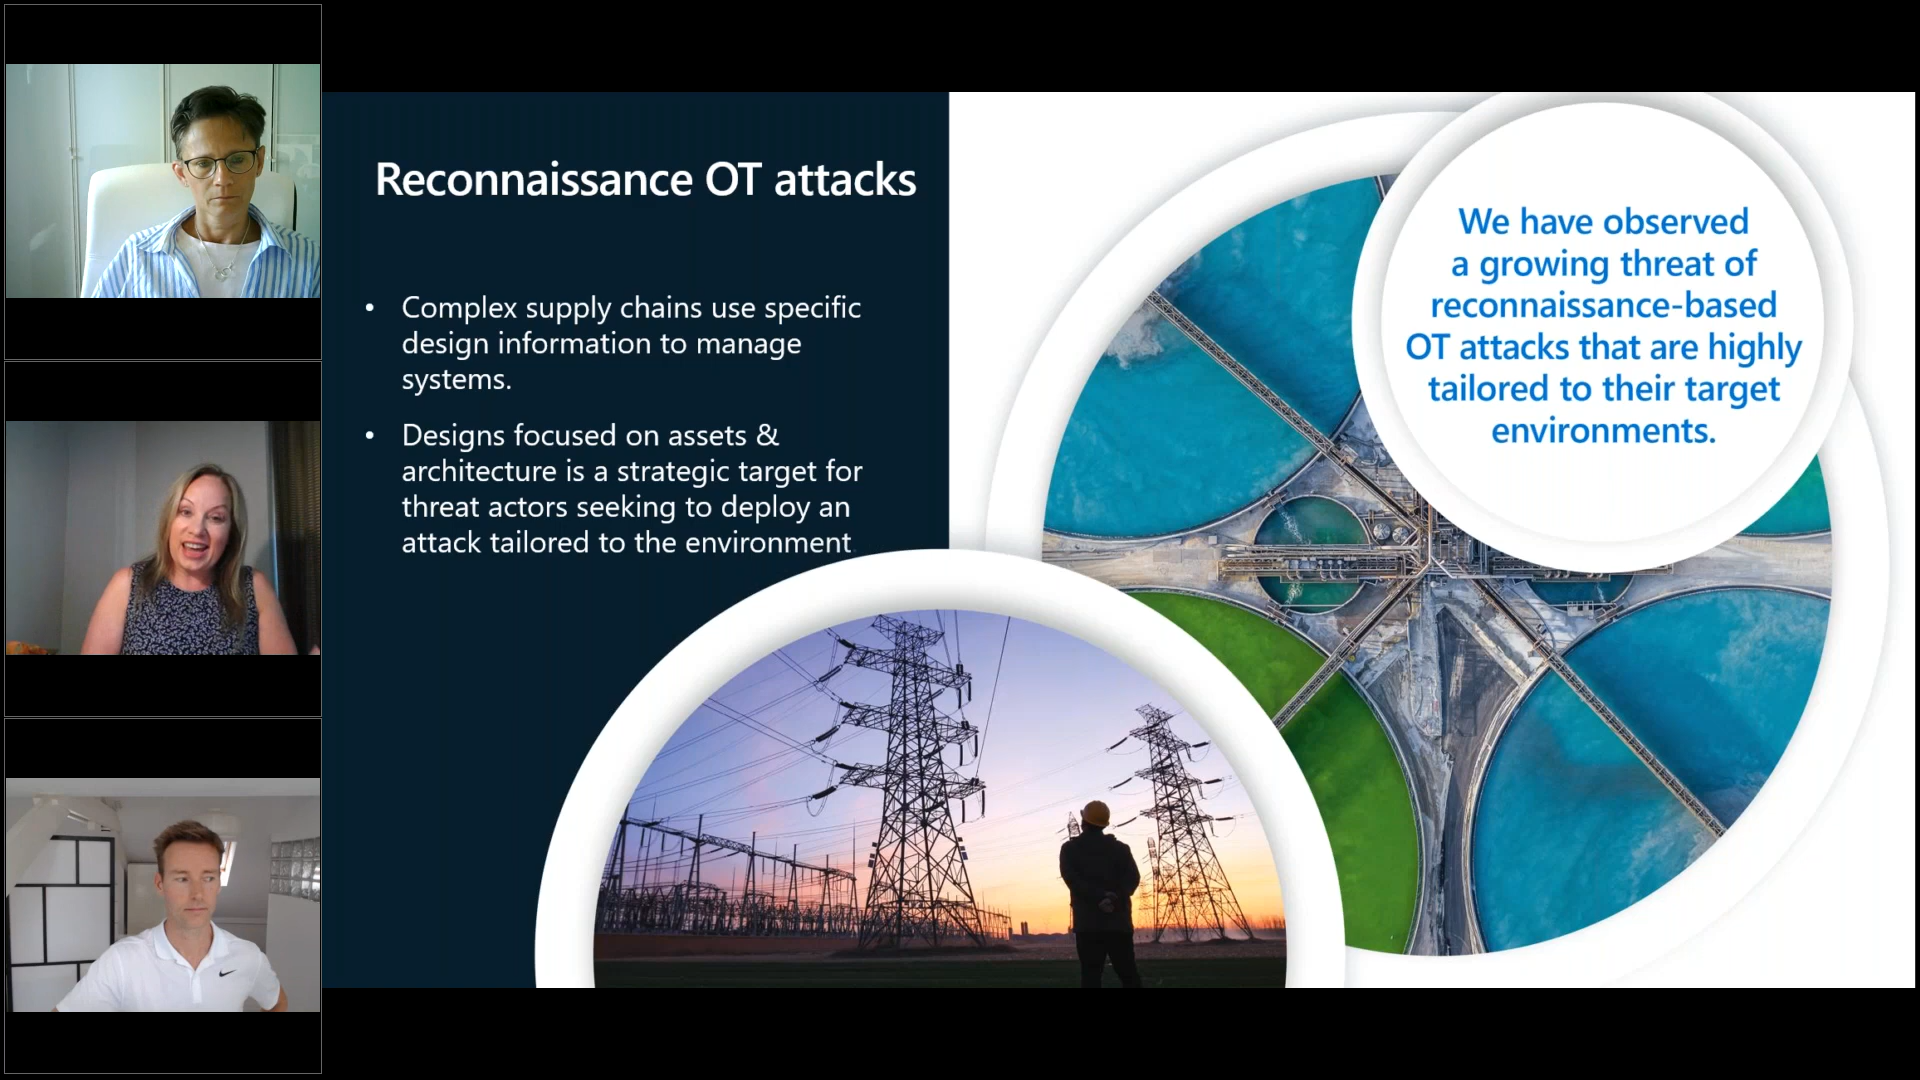 Reconnaissance OT attacks
• Complex supply chains use specific
design information to manage
systems.
• Designs focused on assets &
architecture is a strategic target for
threat actors seeking to deploy an
attack tailored to the environment.
We have observed
a growing threat of
reconnaissance-based
OT attacks that are highly
tailored to their target
environments.